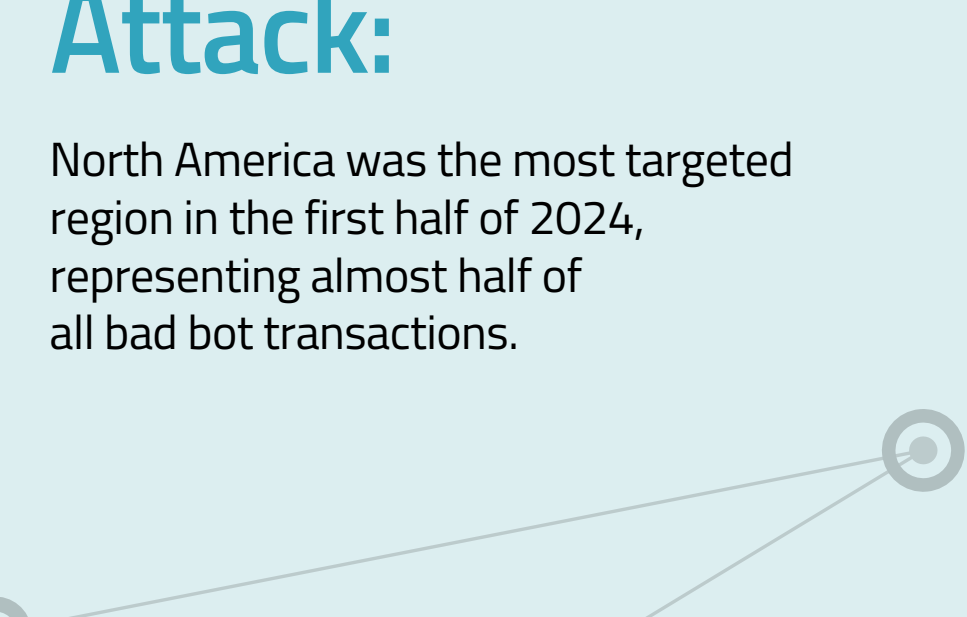 Attack:
North America was the most targeted
region in the first half of 2024,
representing almost half of
all bad bot transactions.